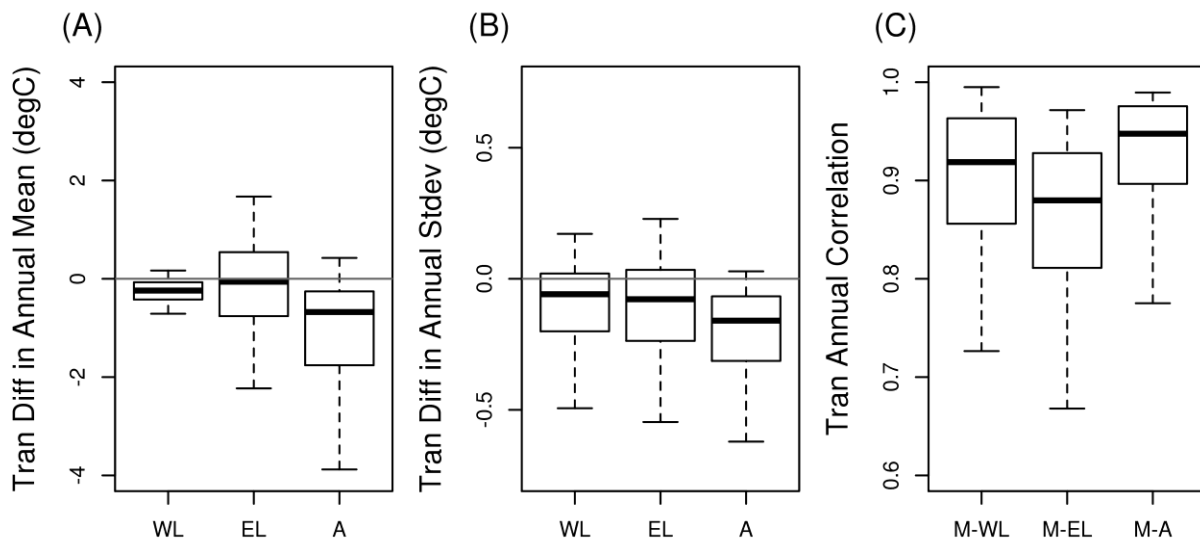 (A)
Tran Diff in Annual Mean (degC)
4
2
0
-2
-4
WL EL A
(B)
Tran Diff in Annual Stdev (degC)
0.5
0.0
-0.5
WL EL A
(C)
Tran Annual Correlation
1.0
0.9
0.8
0.7
0.6
M-WL M-EL M-A